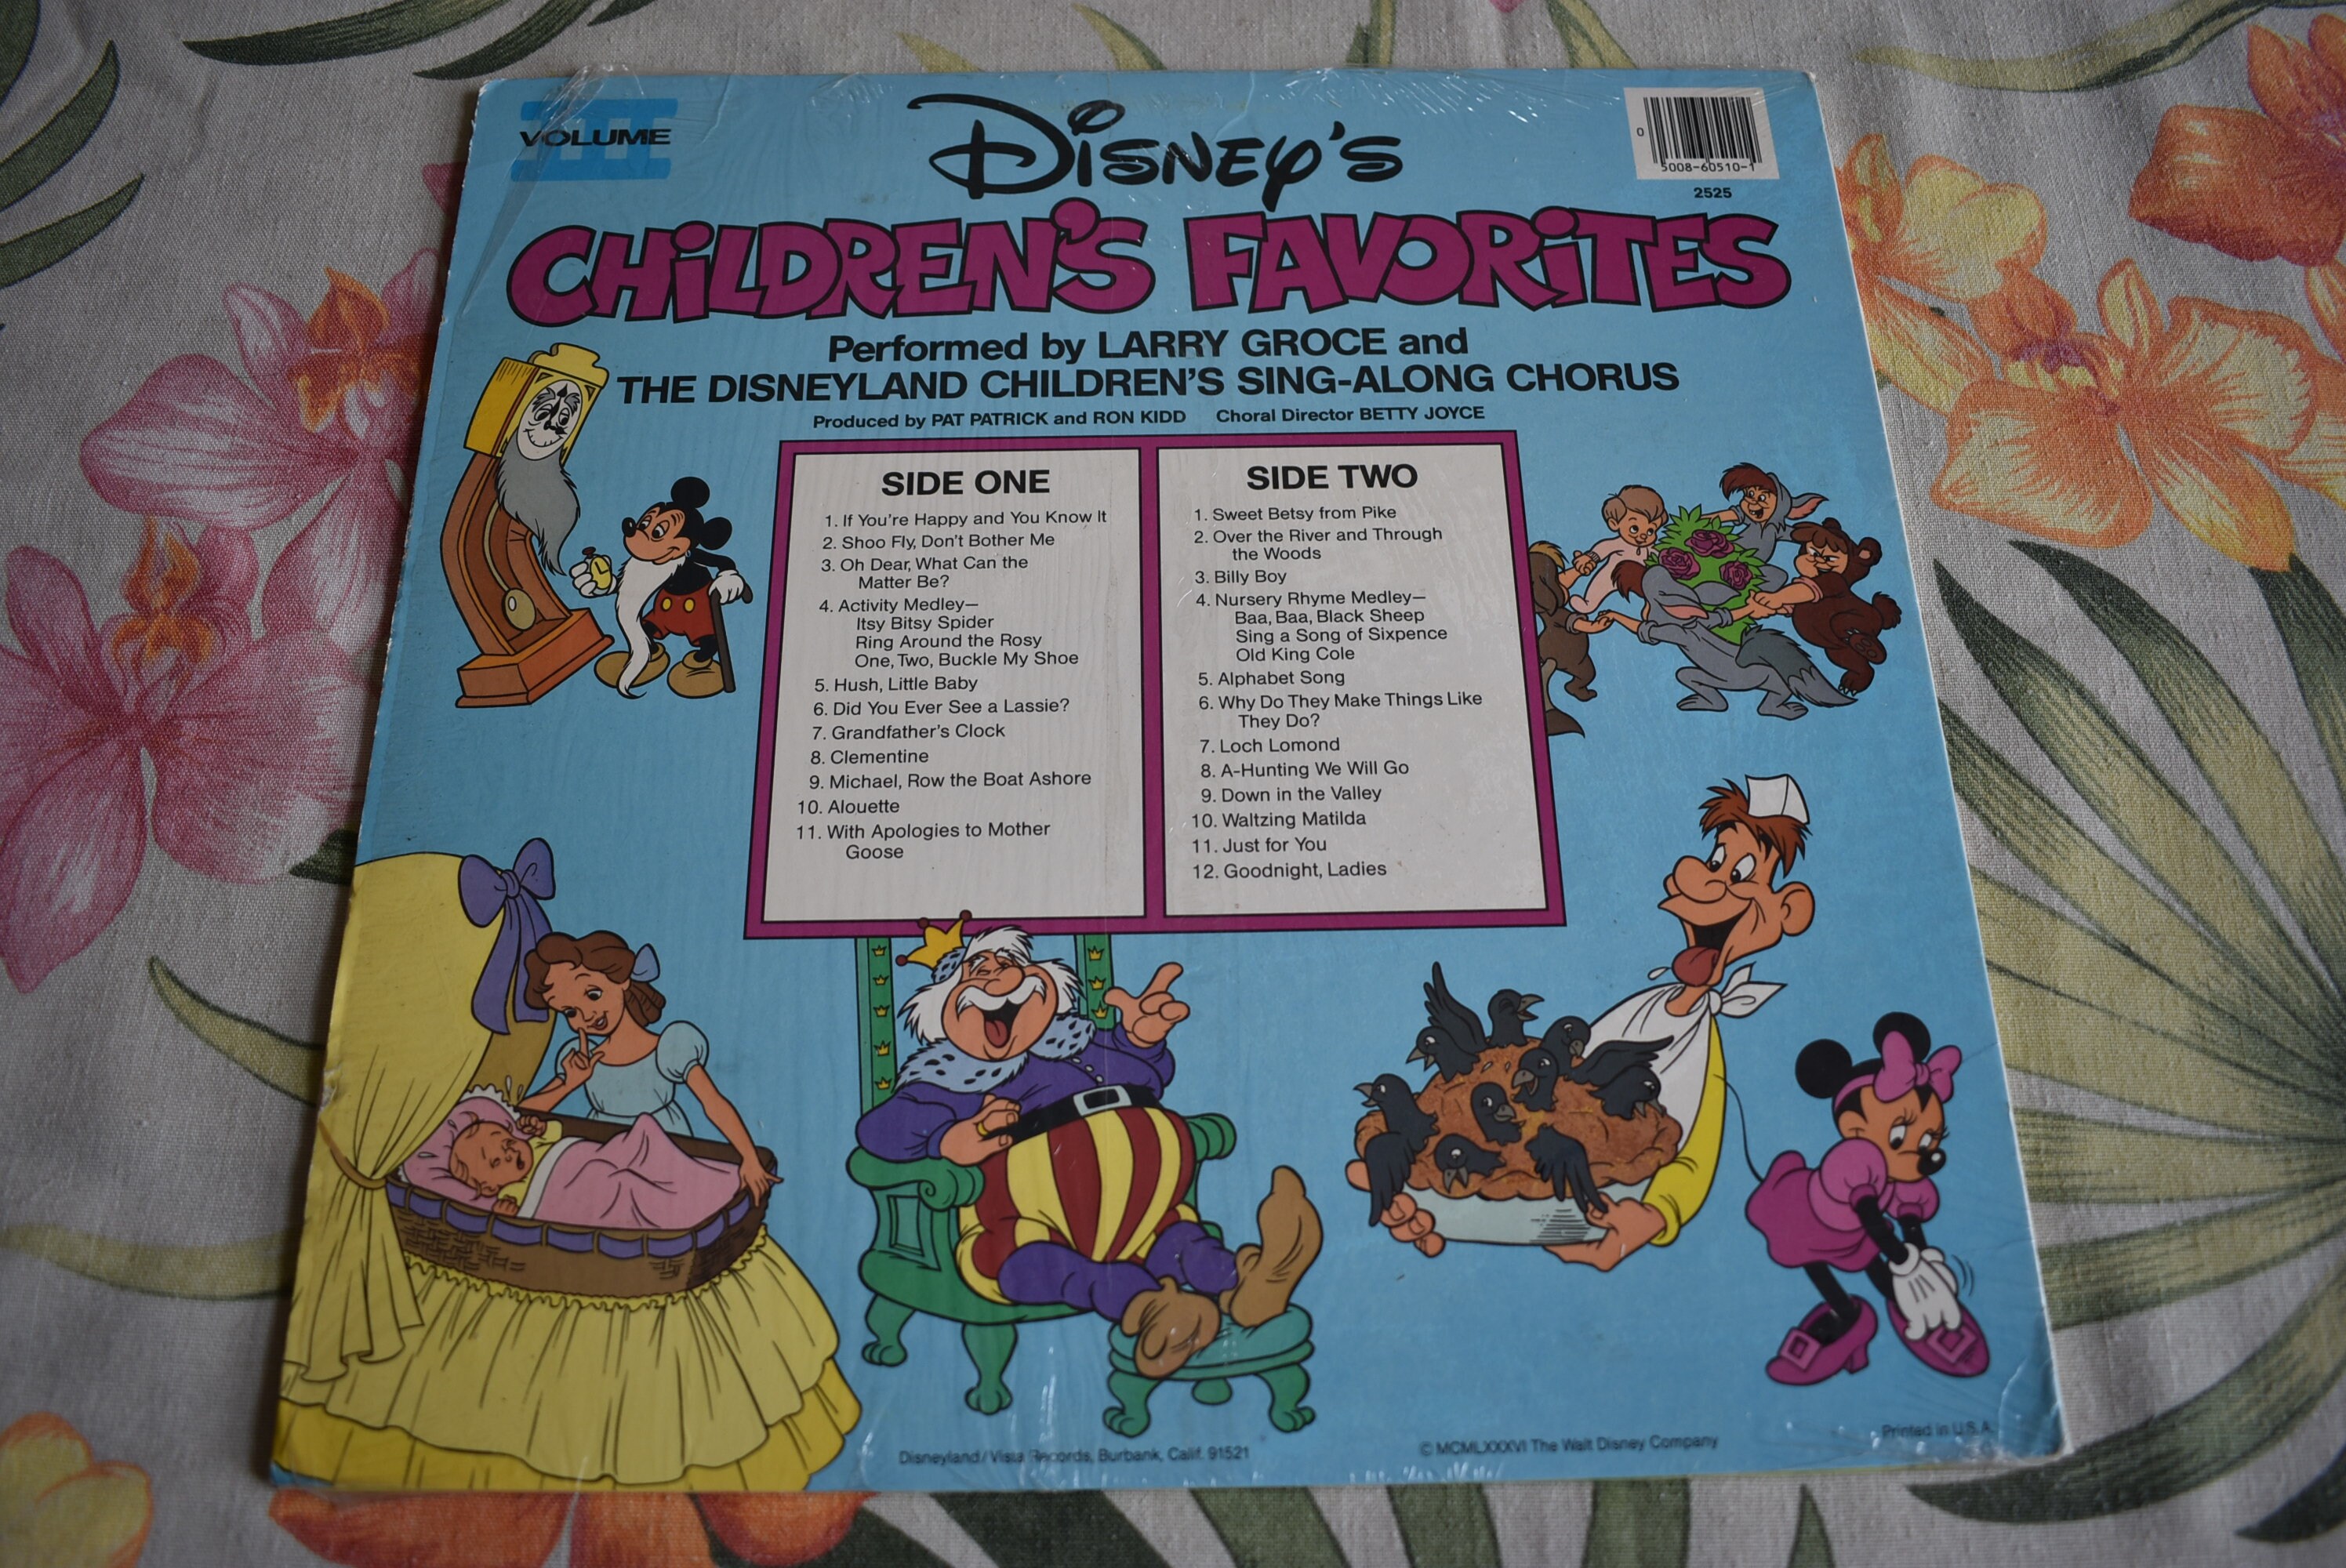 VOLUME
III
DISNEY'S
CHILDREN'S FAVORITES
0
5008-60510-1
2525
Performed by LARRY GROCE and
THE DISNEYLAND CHILDREN'S SING-ALONG CHORUS
Produced by PAT PATRICK and RON KIDD Choral Director BETTY JOYCE
SIDE ONE
1. If You're Happy and You Know It
2. Shoo Fly, Don't Bother Me
3. Oh Dear, What Can the
Matter Be?
4. Activity Medley—
Itsy Bitsy Spider
Ring Around the Rosy
One, Two, Buckle My Shoe
5. Hush, Little Baby
6. Did You Ever See a Lassie?
7. Grandfather's Clock
8. Clementine
9. Michael, Row the Boat Ashore
10. Alouette
11. With Apologies to Mother
Goose
SIDE TWO
1. Sweet Betsy from Pike
2. Over the River and Through
the Woods
3. Billy Boy
4. Nursery Rhyme Medley—
Baa, Baa, Black Sheep
Sing a Song of Sixpence
Old King Cole
5. Alphabet Song
6. Why Do They Make Things Like
They Do?
7. Loch Lomond
8. A-Hunting We Will Go
9. Down in the Valley
10. Waltzing Matilda
11. Just for You
12. Goodnight, Ladies
Disneyland/Vista Records, Burbank, Calif. 91521
© MCMLXXXVI The Walt Disney Company
Printed in U.S.A.